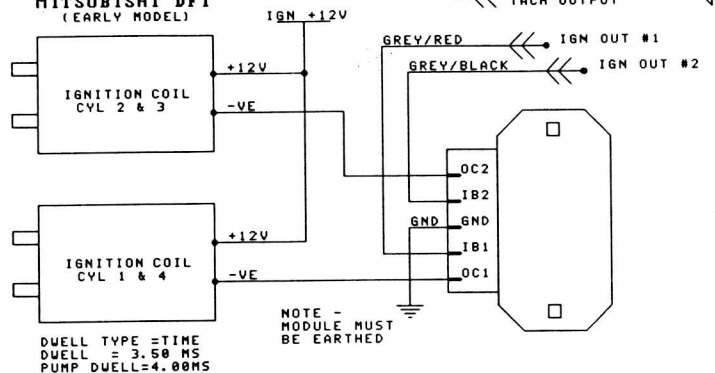 MITSUBISHI DFI
(EARLY MODEL)
IGN +12V
TACH OUTPUT
GREY/RED
IGN OUT #1
GREY/BLACK
IGN OUT #2
+12V
IGNITION COIL
CYL 2 & 3
-VE
OC2
IB2
GND
GND
IB1
OC1
+12V
IGNITION COIL
CYL 1 & 4
-VE
NOTE -
MODULE MUST
BE EARTHED
DWELL TYPE =TIME
DWELL = 3.50 MS
PUMP DWELL=4.00MS